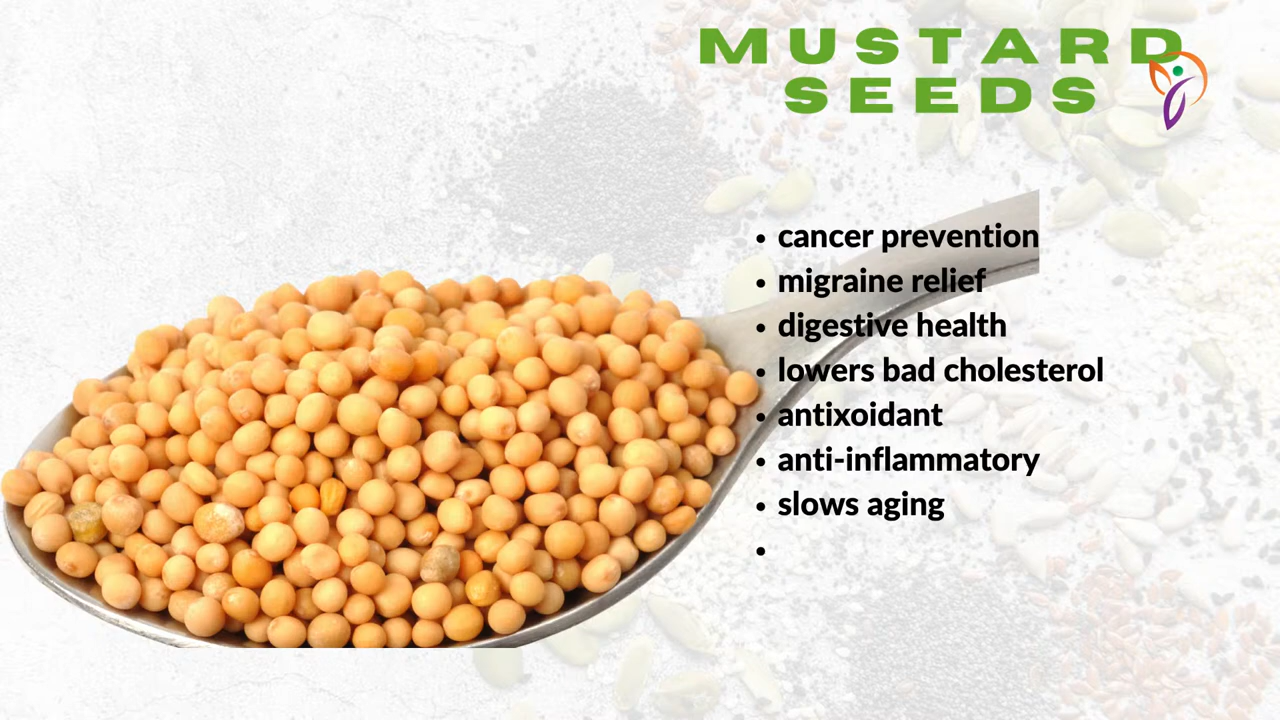 MUSTARD
SEEDS
• cancer prevention
• migraine relief
• digestive health
• lowers bad cholesterol
• antixoidant
• anti-inflammatory
• slows aging
•